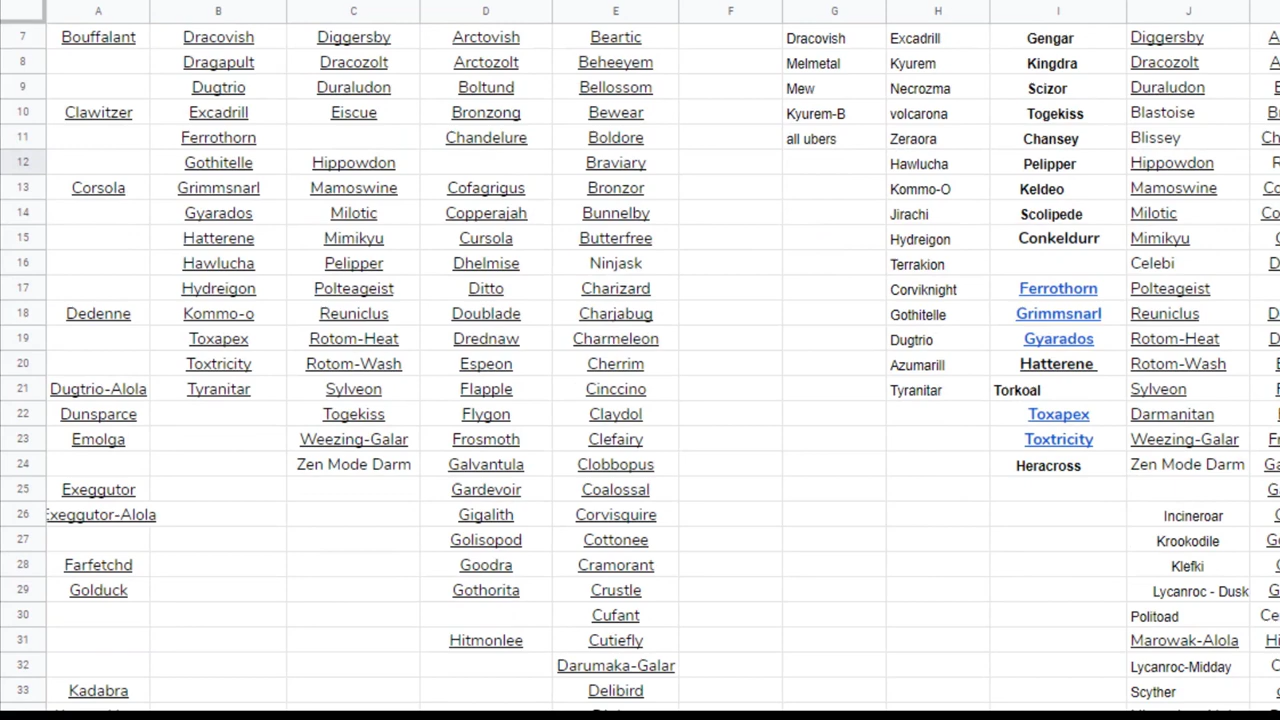 A B C D E F G H I J
7 Bouffalant Dracovish Diggersby Arctovish Beartic Dracovish Excadrill Gengar Diggersby A
8 Dragapult Dracozolt Arctozolt Beheeyem Melmetal Kyurem Kingdra Dracozolt A
9 Dugtrio Duraludon Boltund Bellossom Mew Necrozma Scizor Duraludon B
10 Clawitzer Excadrill Eiscue Bronzong Bewear Kyurem-B volcarona Togekiss Blastoise B
11 Ferrothorn Chandelure Boldore all ubers Zeraora Chansey Blissey Ch
12 Gothitelle Hippowdon Braviary Hawlucha Pelipper Hippowdon R
13 Corsola Grimmsnarl Mamoswine Cofagrigus Bronzor Kommo-O Keldeo Mamoswine Co
14 Gyarados Milotic Copperajah Bunnelby Jirachi Scolipede Milotic Co
15 Hatterene Mimikyu Cursola Butterfree Hydreigon Conkeldurr Mimikyu C
16 Hawlucha Pelipper Dhelmise Ninjask Terrakion Celebi D
17 Hydreigon Polteageist Ditto Charizard Corviknight Ferrothorn Polteageist
18 Dedenne Kommo-o Reuniclus Doublade Charjabug Gothitelle Grimmsnarl Reuniclus D
19 Toxapex Rotom-Heat Drednaw Charmeleon Dugtrio Gyarados Rotom-Heat D
20 Toxtricity Rotom-Wash Espeon Cherrim Azumarill Hatterene Rotom-Wash E
21 Dugtrio-Alola Tyranitar Sylveon Flapple Cinccino Tyranitar Torkoal Sylveon F
22 Dunsparce Togekiss Flygon Claydol Toxapex Darmanitan
23 Emolga Weezing-Galar Frosmoth Clefairy Toxtricity Weezing-Galar Fr
24 Zen Mode Darm Galvantula Clobbopus Heracross Zen Mode Darm Ga
25 Exeggutor Gardevoir Coalossal G
26 Exeggutor-Alola Gigalith Corvisquire Incineroar
27 Golisopod Cottonee Krookodile Go
28 Farfetchd Goodra Cramorant Klefki
29 Golduck Gothorita Crustle Lycanroc - Dusk G
30 Cufant Politoad Ce
31 Hitmonlee Cutiefly Marowak-Alola Hi
32 Darumaka-Galar Lycanroc-Midday C
33 Kadabra Delibird Scyther